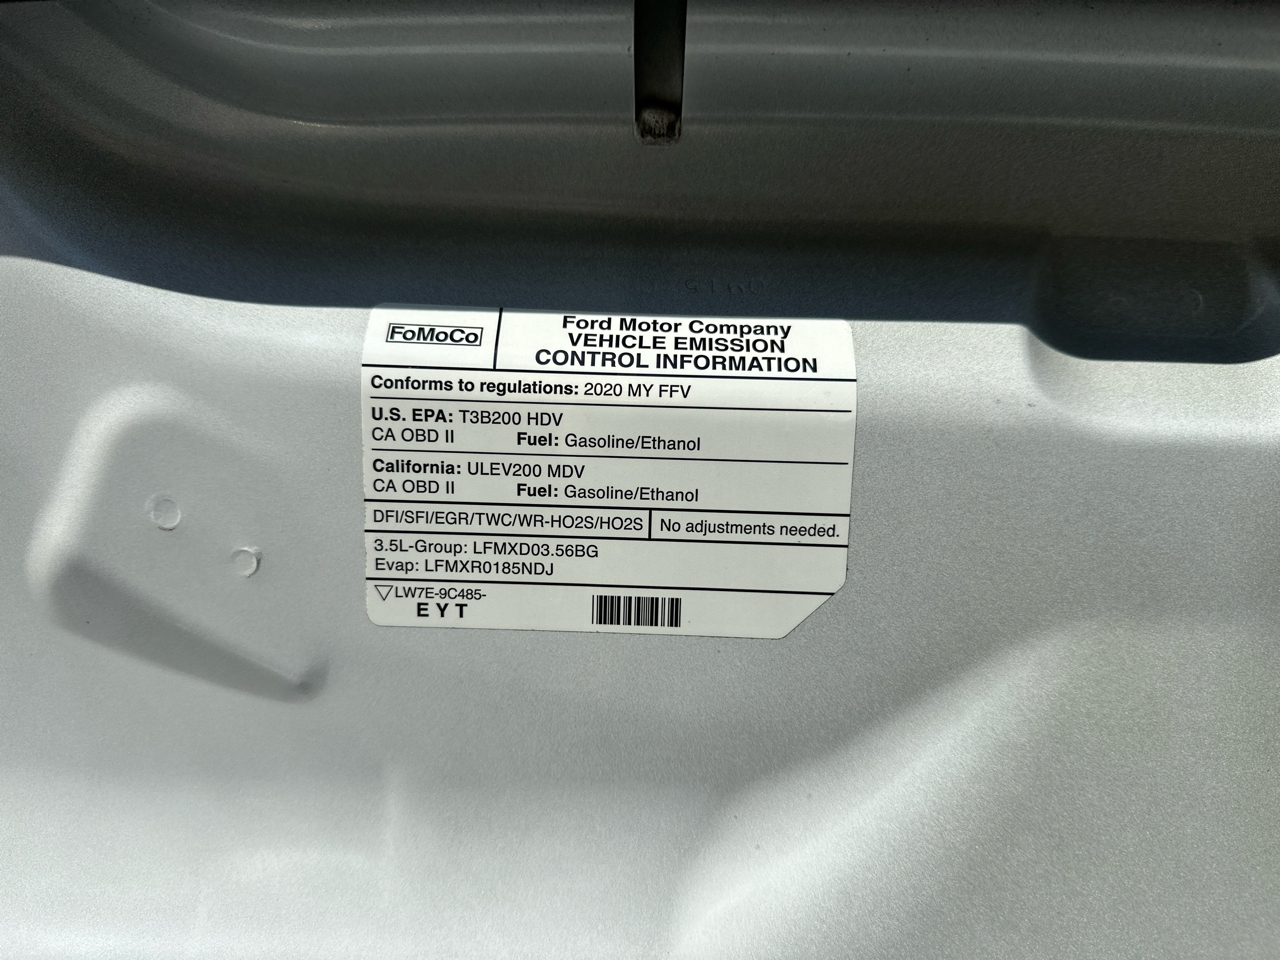 FoMoCo
Ford Motor Company
VEHICLE EMISSION
CONTROL INFORMATION
Conforms to regulations: 2020 MY FFV
U.S. EPA: T3B200 HDV
CA OBD II Fuel: Gasoline/Ethanol
California: ULEV200 MDV
CA OBD II Fuel: Gasoline/Ethanol
DFI/SFI/EGR/TWC/WR-HO2S/HO2S No adjustments needed.
3.5L-Group: LFMXD03.56BG
Evap: LFMXR0185NDJ
LW7E-9C485-
EYT